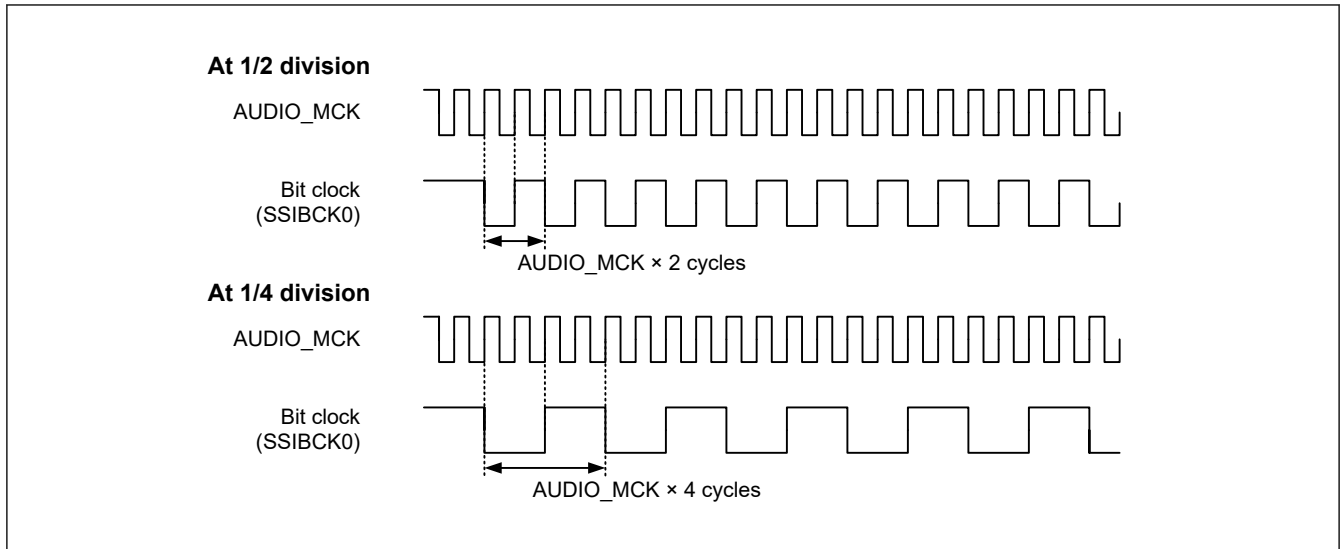 At 1/2 division
AUDIO_MCK
Bit clock
(SSIBCK0)
AUDIO_MCK × 2 cycles
At 1/4 division
AUDIO_MCK
Bit clock
(SSIBCK0)
AUDIO_MCK × 4 cycles